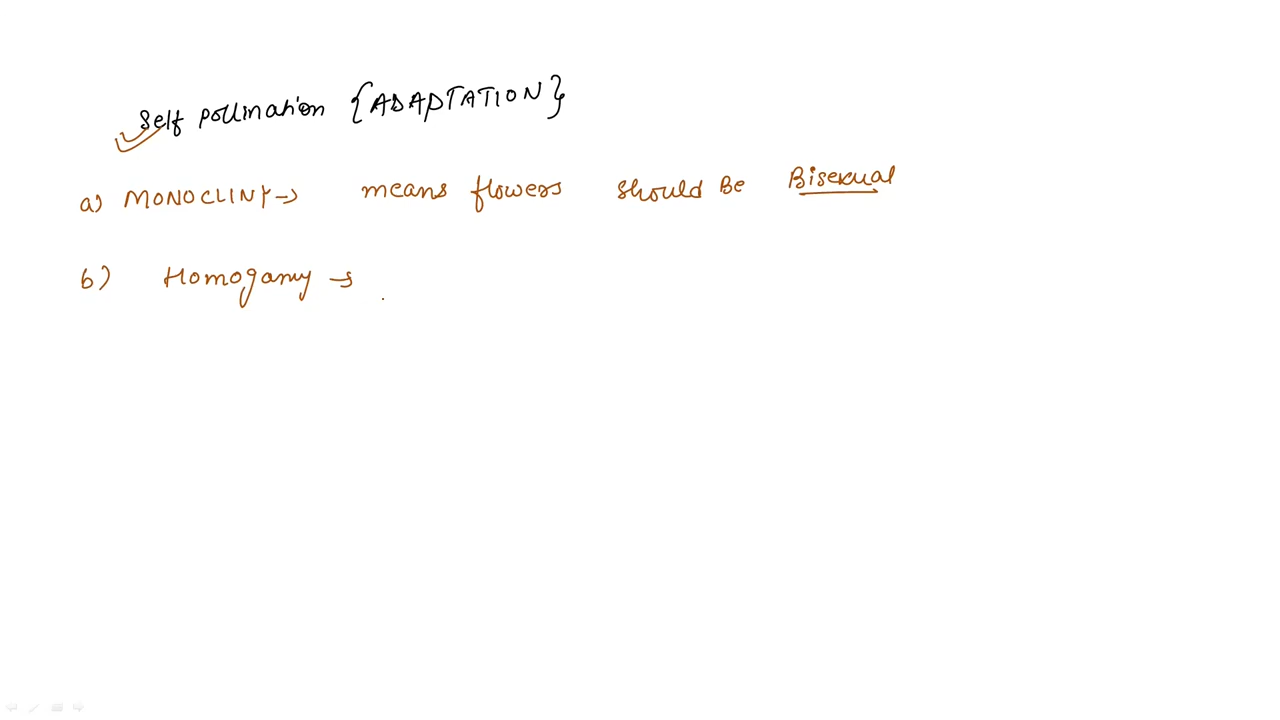 Self pollination {ADAPTATION}
a) MONOCLINY → means flowers should Be Bisexual
b) Homogamy →